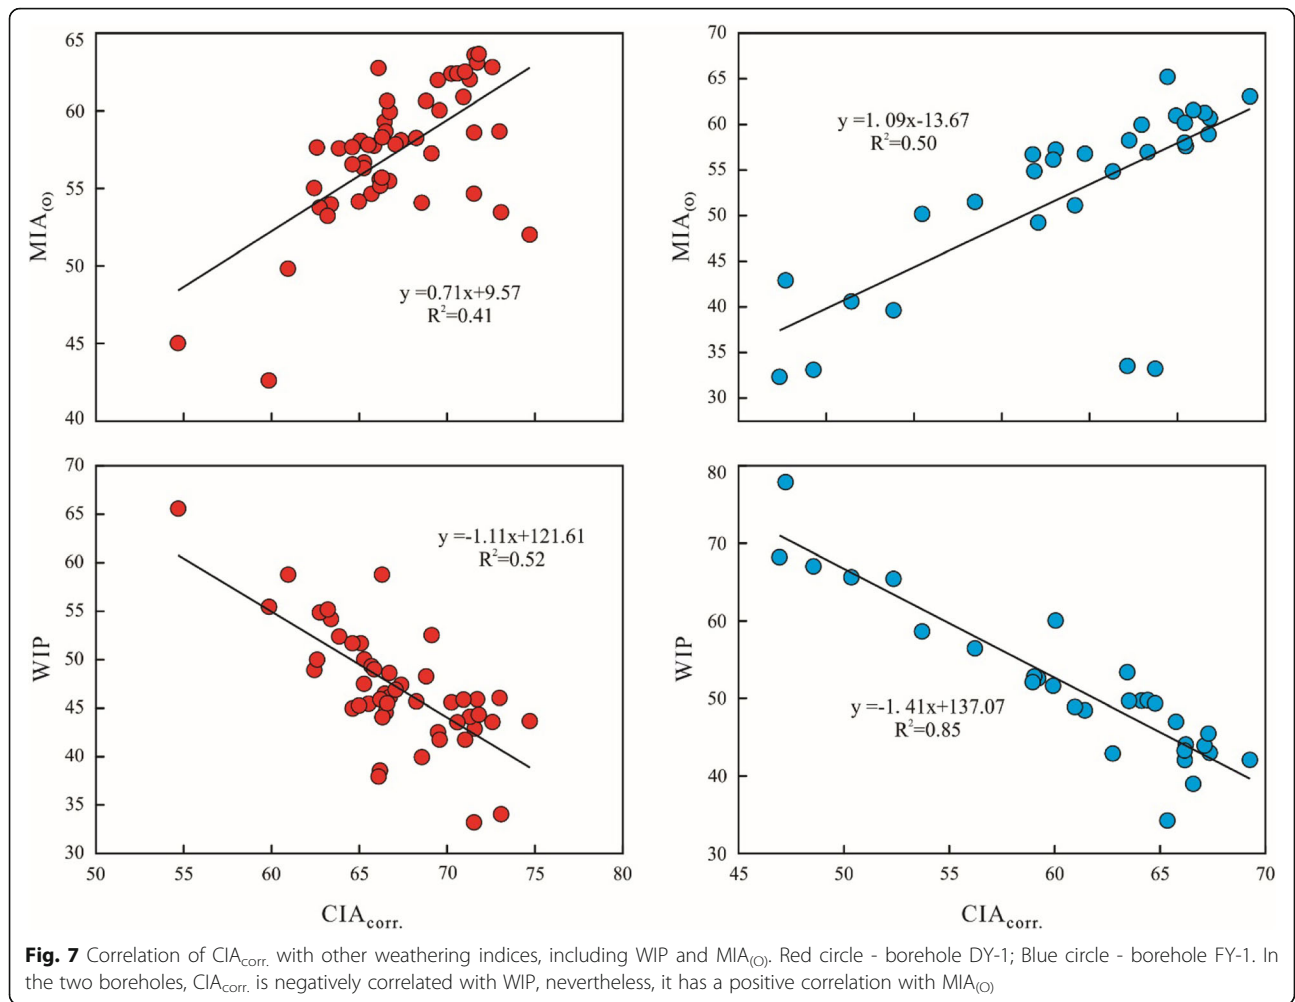 65
60
55
50
45
40
MIA(O)
y =0.71x+9.57
R²=0.41
70
65
60
55
50
45
40
35
30
MIA(O)
y =1. 09x-13.67
R²=0.50
70
65
60
55
50
45
40
35
30
WIP
y =-1.11x+121.61
R²=0.52
50 55 60 65 70 75 80
CIAcorr.
80
70
60
50
40
30
WIP
y =-1. 41x+137.07
R²=0.85
45 50 55 60 65 70
CIAcorr.
Fig. 7 Correlation of CIAcorr. with other weathering indices, including WIP and MIA(O). Red circle - borehole DY-1; Blue circle - borehole FY-1. In
the two boreholes, CIAcorr. is negatively correlated with WIP, nevertheless, it has a positive correlation with MIA(O)